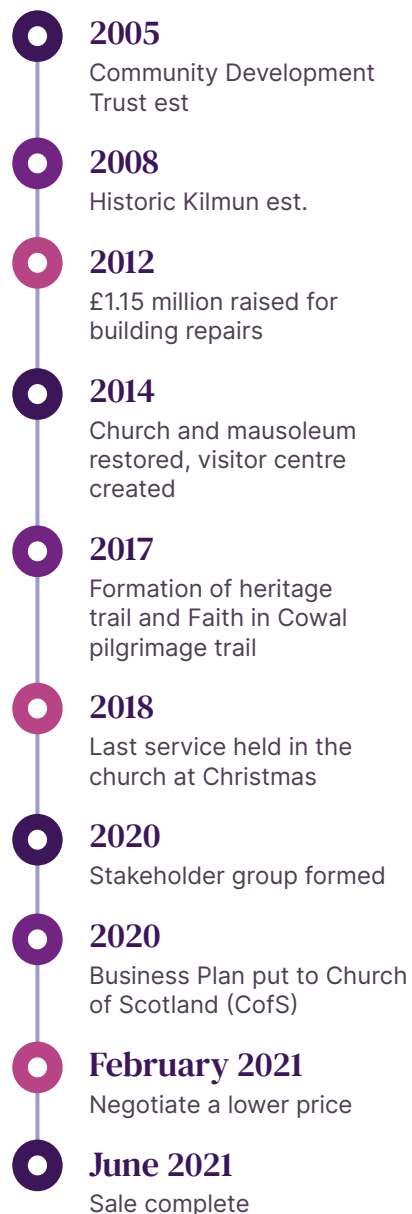 2005
Community Development
Trust est
2008
Historic Kilmun est.
2012
£1.15 million raised for
building repairs
2014
Church and mausoleum
restored, visitor centre
created
2017
Formation of heritage
trail and Faith in Cowal
pilgrimage trail
2018
Last service held in the
church at Christmas
2020
Stakeholder group formed
2020
Business Plan put to Church
of Scotland (CofS)
February 2021
Negotiate a lower price
June 2021
Sale complete